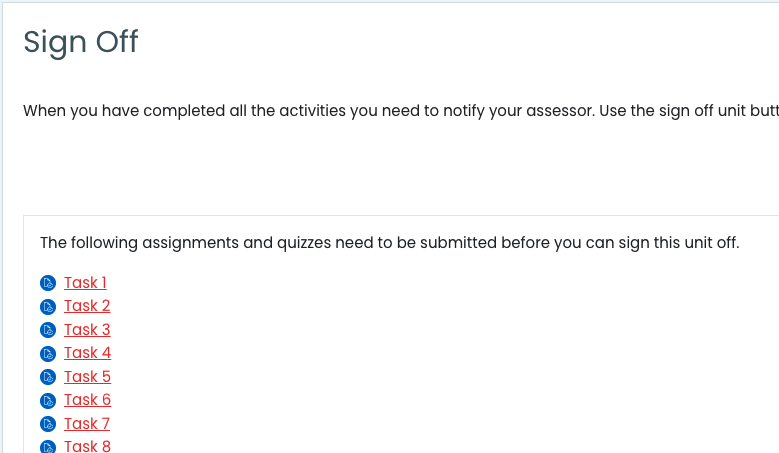 Sign Off
When you have completed all the activities you need to notify your assessor. Use the sign off unit
The following assignments and quizzes need to be submitted before you can sign this unit off.
Task 1
Task 2
Task 3
Task 4
Task 5
Task 6
Task 7
Task 8